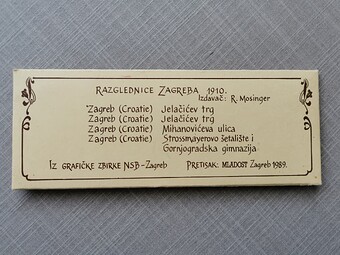 RAZGLEDNICE ZAGREBA 1910.
Izdavač: R. Mosinger
Zagreb (Croatie) Jelačićev trg
Zagreb (Croatie) Jelačićev trg
Zagreb (Croatie) Mihanovićeva ulica
Zagreb (Croatie) Strossmayerovo šetalište i
Gornjogradska gimnazija
IZ GRAFIČKE ZBIRKE NSB-Zagreb PRETISAK: MLADOST Zagreb 1989.